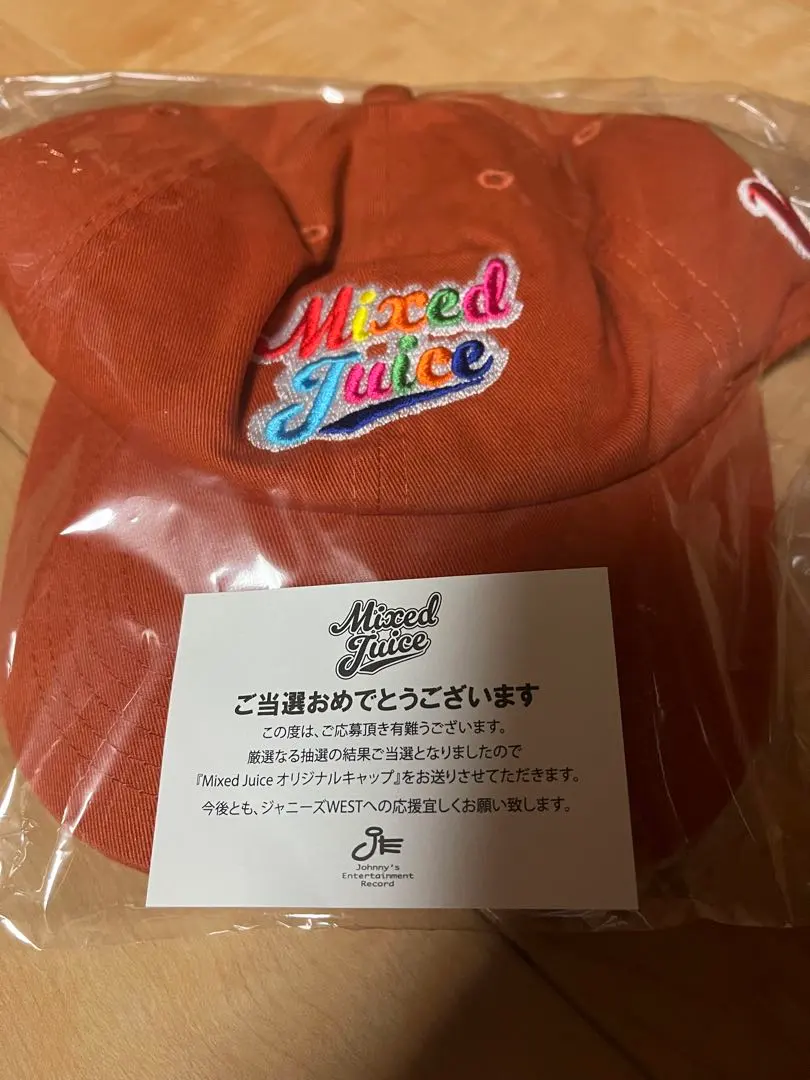 Mixed
Juice
Mixed
Juice
ご当選おめでとうございます
この度は、ご応募頂き有難うございます。
厳選なる抽選の結果ご当選となりましたので
『Mixed Juice オリジナルキャップ』をお送りさせてただきます。
今後とも、ジャニーズWESTへの応援宜しくお願い致します。
JE
Johnny's
Entertainment
Record